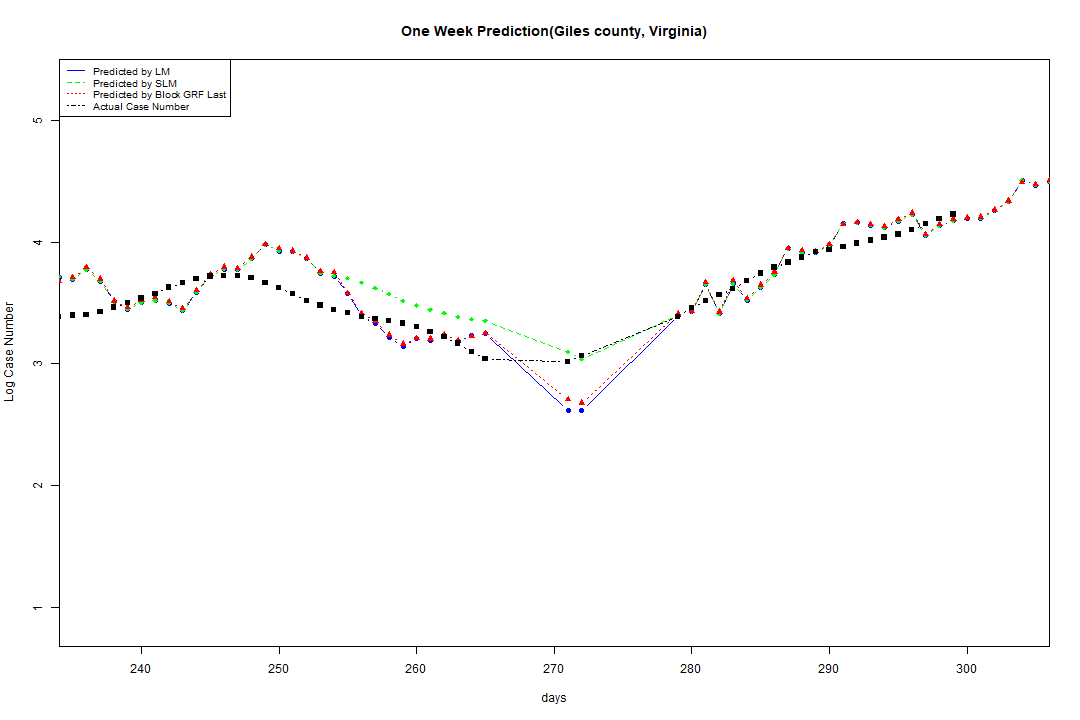 One Week Prediction(Giles county, Virginia)
Predicted by LM
Predicted by SLM
Predicted by Block GRF Last
Actual Case Number
5
4
3
2
1
Log Case Number
240 250 260 270 280 290 300
days